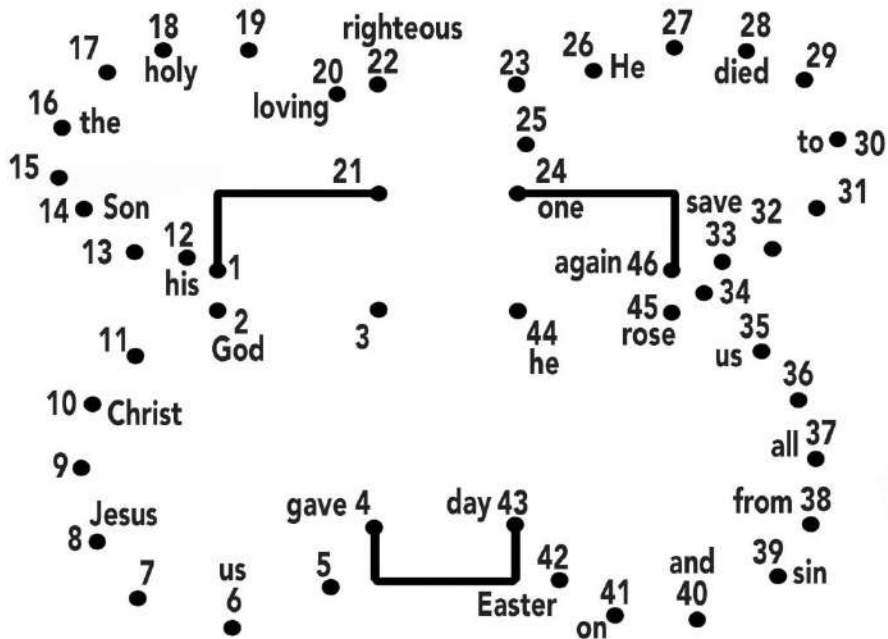 righteous
17 18 19 20 22 23 26 He 27 28 29
holy loving died
16 the 25 to 30
15 21 24 31
14 Son one save 32
13 12 1 again 46 33
his 2 45 34
God 3 44 rose 35
11 he us
10 Christ 36
9 all 37
gave 4 day 43 from 38
Jesus
8 and 39 sin
7 us 5 42
6 Easter 41 40
on